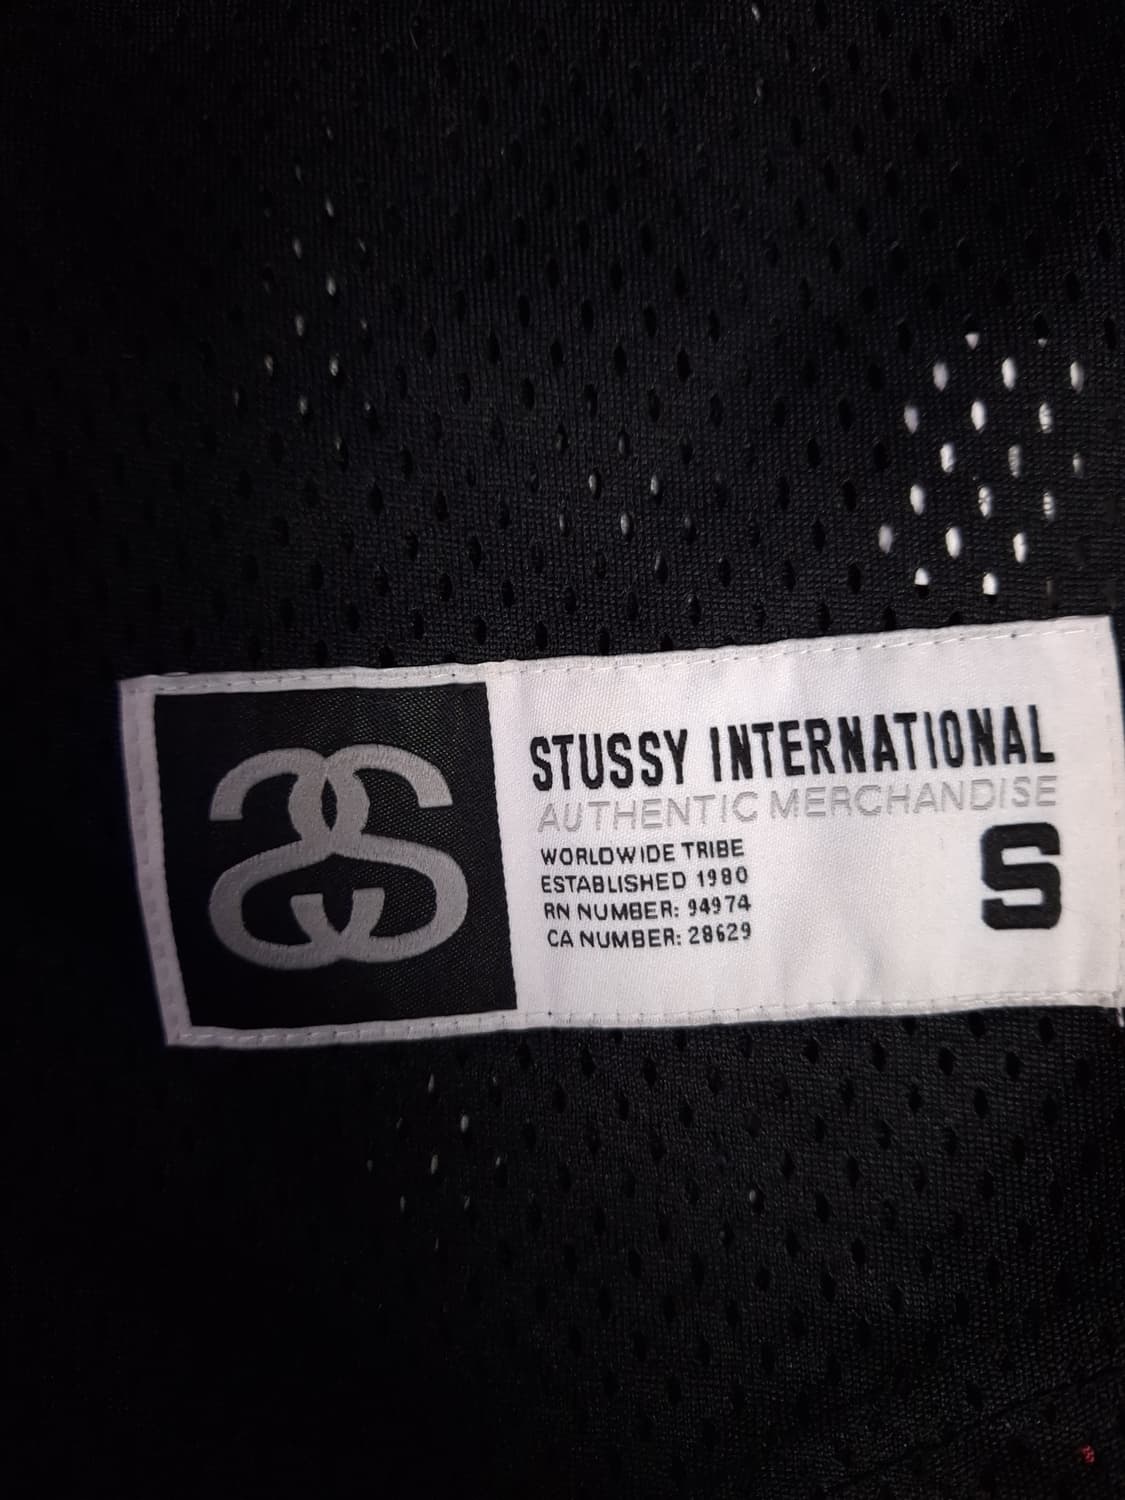 STUSSY INTERNATIONAL
AUTHENTIC MERCHANDISE
WORLDWIDE TRIBE
ESTABLISHED 1980
RN NUMBER: 94974
CA NUMBER: 28629
S